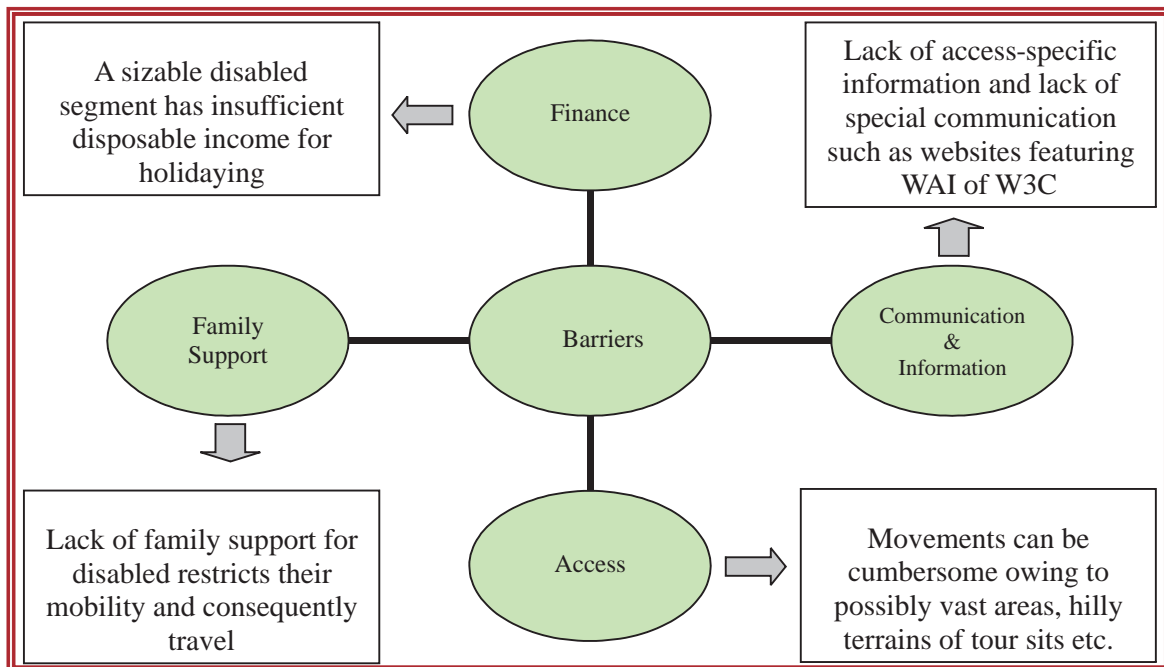 A sizable disabled
segment has insufficient
disposable income for
holidaying
Finance
Lack of access-specific
information and lack of
special communication
such as websites featuring
WAI of W3C
Family
Support
Barriers
Communication
&
Information
Lack of family support for
disabled restricts their
mobility and consequently
travel
Access
Movements can be
cumbersome owing to
possibly vast areas, hilly
terrains of tour sits etc.